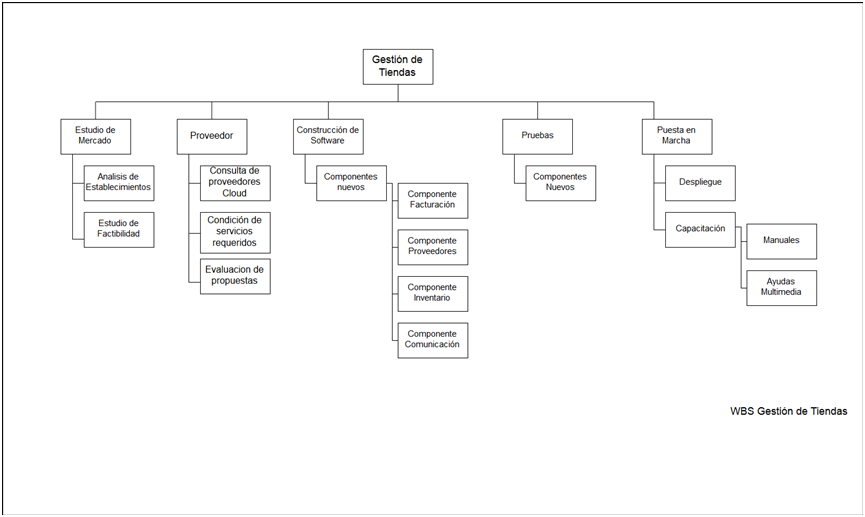 Gestión de
Tiendas
Estudio de
Mercado
Analisis de
Establecimientos
Estudio de
Factibilidad
Proveedor
Consulta de
proveedores
Cloud
Condición de
servicios
requeridos
Evaluacion de
propuestas
Construcción de
Software
Componentes
nuevos
Componente
Facturación
Componente
Proveedores
Componente
Inventario
Componente
Comunicación
Pruebas
Componentes
Nuevos
Puesta en
Marcha
Despliegue
Capacitación
Manuales
Ayudas
Multimedia
WBS Gestión de Tiendas